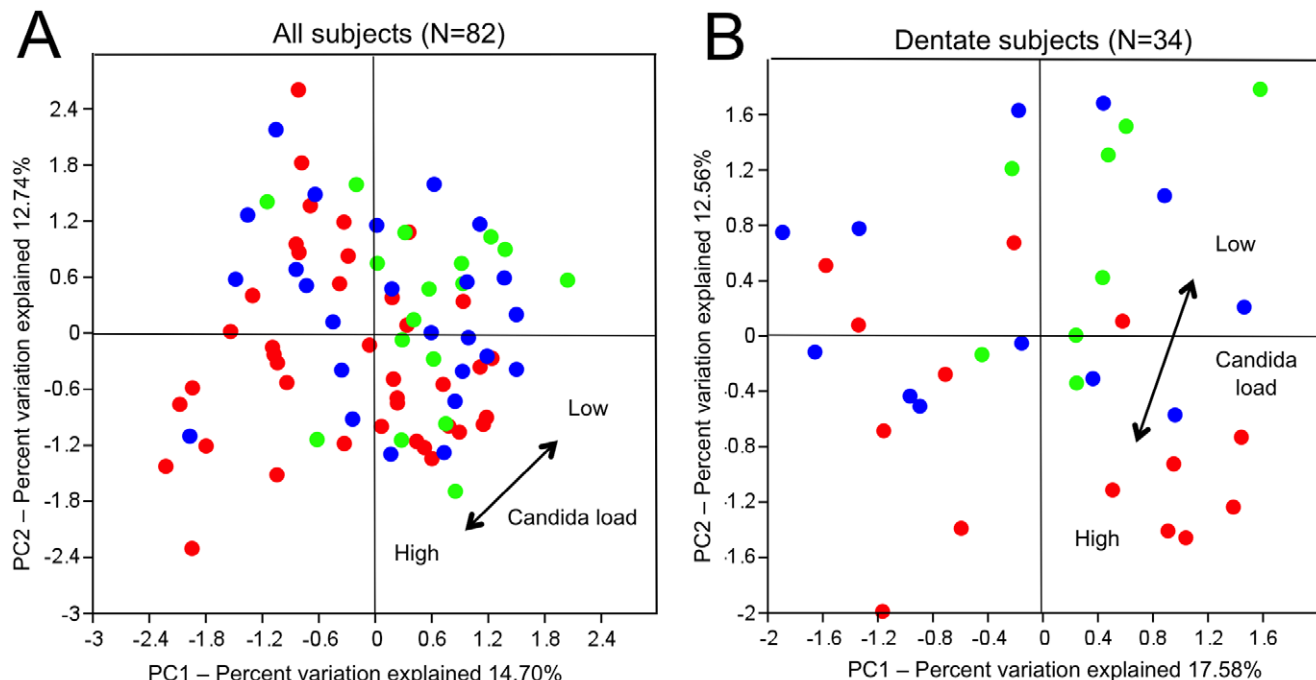 A
All subjects (N=82)
PC2 – Percent variation explained 12.74%
2.4
1.8
1.2
0.6
0
-0.6
-1.2
-1.8
-2.4
-3
-3 -2.4 -1.8 -1.2 -0.6 0 0.6 1.2 1.8 2.4
Low
Candida load
High
PC1 – Percent variation explained 14.70%
B
Dentate subjects (N=34)
PC2 – Percent variation explained 12.56%
1.6
1.2
0.8
0.4
0
-0.4
-0.8
-1.2
-1.6
-2
-2 -1.6 -1.2 -0.8 -0.4 0 0.4 0.8 1.2 1.6
Low
Candida
load
High
PC1 – Percent variation explained 17.58%